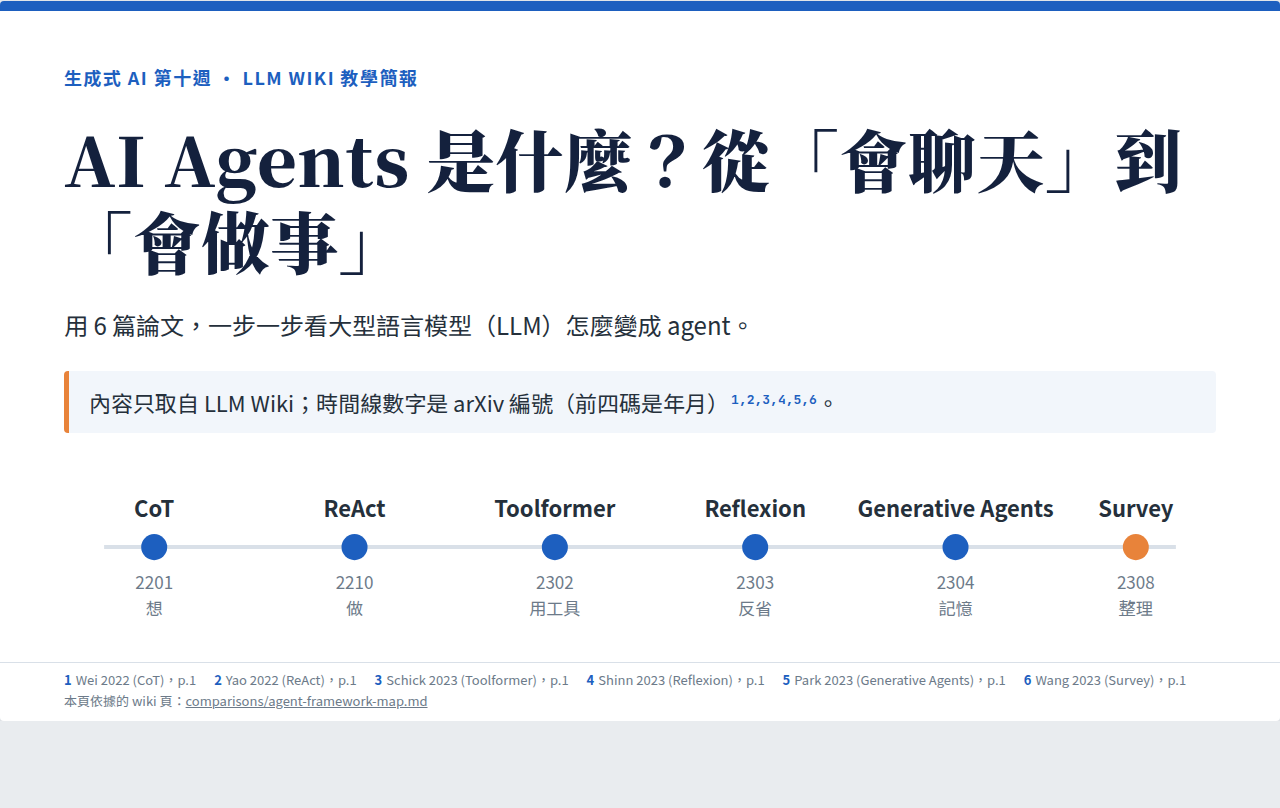 生成式 AI 第十週 · LLM WIKI 教學簡報
AI Agents 是什麼？從「會聊天」到
「會做事」
用 6 篇論文，一步一步看大型語言模型（LLM）怎麼變成 agent。
內容只取自 LLM Wiki；時間線數字是 arXiv 編號（前四碼是年月）1,2,3,4,5,6。
CoT ReAct Toolformer Reflexion Generative Agents Survey
2201 2210 2302 2303 2304 2308
想 做 用工具 反省 記憶 整理
1 Wei 2022 (CoT)，p.1 2 Yao 2022 (ReAct)，p.1 3 Schick 2023 (Toolformer)，p.1 4 Shinn 2023 (Reflexion)，p.1 5 Park 2023 (Generative Agents)，p.1 6 Wang 2023 (Survey)，p.1
本頁依據的 wiki 頁：comparisons/agent-framework-map.md